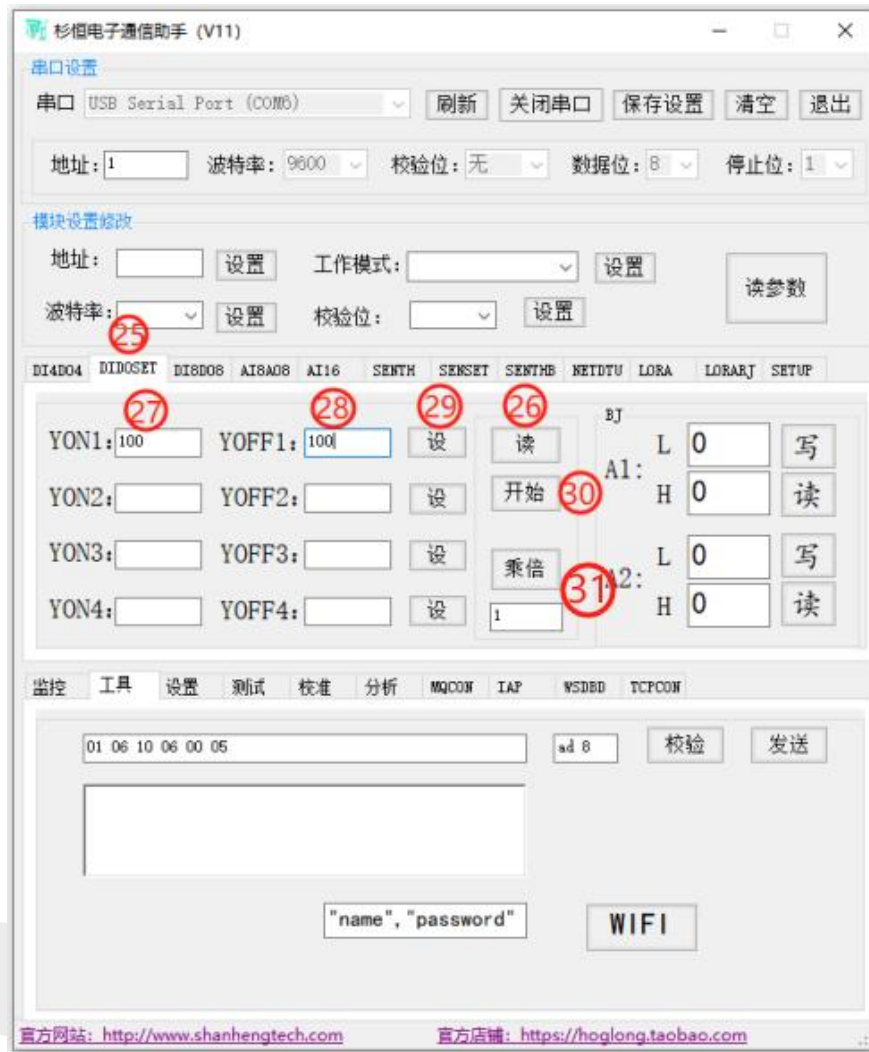 杉恒电子通信助手 (V11)
串口设置
串口 USB Serial Port (COM6) 刷新 关闭串口 保存设置 清空 退出
地址: 1 波特率: 9600 校验位: 无 数据位: 8 停止位: 1
模块设置修改
地址: 设置 工作模式: 设置 读参数
波特率: 设置 校验位: 设置
25
DI4DO4 DIDOSET DI8DO8 AI8AO8 AI16 SENTH SENSET SENTHB NETDTU LORA LORARJ SETUP
27 28 29 26 BJ
YON1: 100 YOFF1: 100 设 读 A1: L 0 写
YON2: YOFF2: 设 开始 30 H 0 读
YON3: YOFF3: 设 乘倍 31 A2: L 0 写
YON4: YOFF4: 设 1 H 0 读
监控 工具 设置 测试 校准 分析 MQCON IAP WSDBD TCPCON
01 06 10 06 00 05 ad 8 校验 发送
"name","password" WIFI
官方网站: http://www.shanhengtech.com 官方店铺: https://hoglong.taobao.com